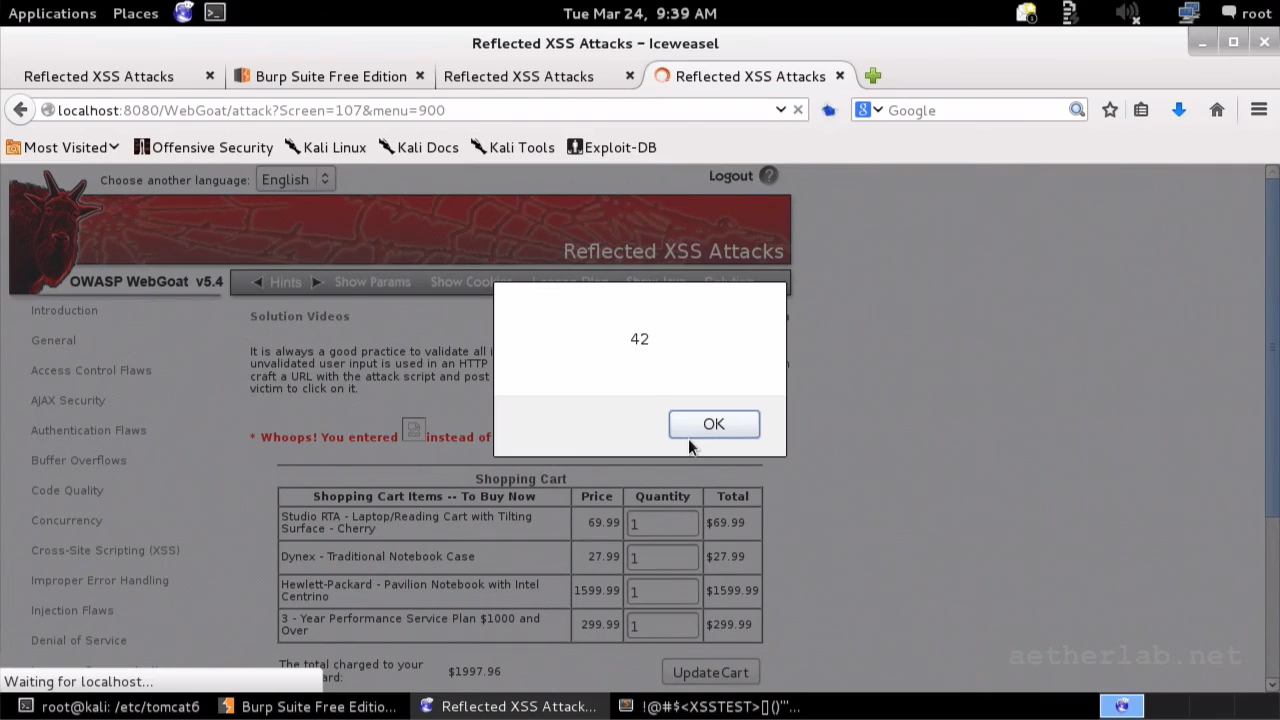 Applications Places Tue Mar 24, 9:39 AM root
Reflected XSS Attacks - Iceweasel
Reflected XSS Attacks Burp Suite Free Edition Reflected XSS Attacks Reflected XSS Attacks
localhost:8080/WebGoat/attack?Screen=107&menu=900 Google
Most Visited Offensive Security Kali Linux Kali Docs Kali Tools Exploit-DB
Choose another language: English Logout ?
Reflected XSS Attacks
OWASP WebGoat v5.4 Hints Show Params Show Cookies Lesson Plan Show Java Solution
Introduction
General
Access Control Flaws
AJAX Security
Authentication Flaws
Buffer Overflows
Code Quality
Concurrency
Cross-Site Scripting (XSS)
Improper Error Handling
Injection Flaws
Denial of Service
Solution Videos
It is always a good practice to validate all i
unvalidated user input is used in an HTTP
craft a URL with the attack script and post
victim to click on it.
* Whoops! You entered instead of
42
OK
Shopping Cart
Shopping Cart Items -- To Buy Now Price Quantity Total
Studio RTA - Laptop/Reading Cart with Tilting
Surface - Cherry 69.99 1 $69.99
Dynex - Traditional Notebook Case 27.99 1 $27.99
Hewlett-Packard - Pavilion Notebook with Intel
Centrino 1599.99 1 $1599.99
3 - Year Performance Service Plan $1000 and
Over 299.99 1 $299.99
The total charged to your
card: $1997.96 UpdateCart
aetherlab.net
Waiting for localhost...
root@kali: /etc/tomcat6 Burp Suite Free Editio... Reflected XSS Attack... !@#$<XSSTEST>[]()'"...